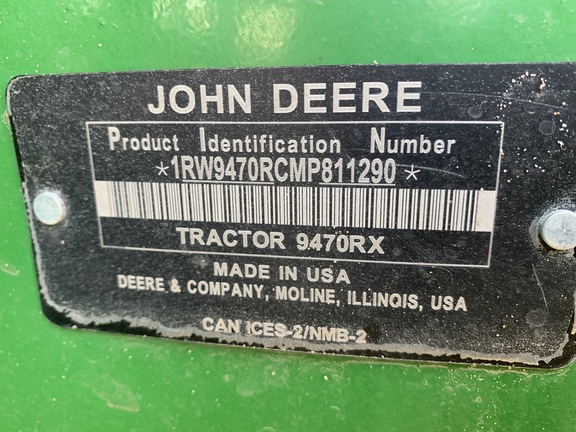 JOHN DEERE
Product Identification Number
*1RW9470RCMP811290*
TRACTOR 9470RX
MADE IN USA
DEERE & COMPANY, MOLINE, ILLINOIS, USA
CAN ICES-2/NMB-2